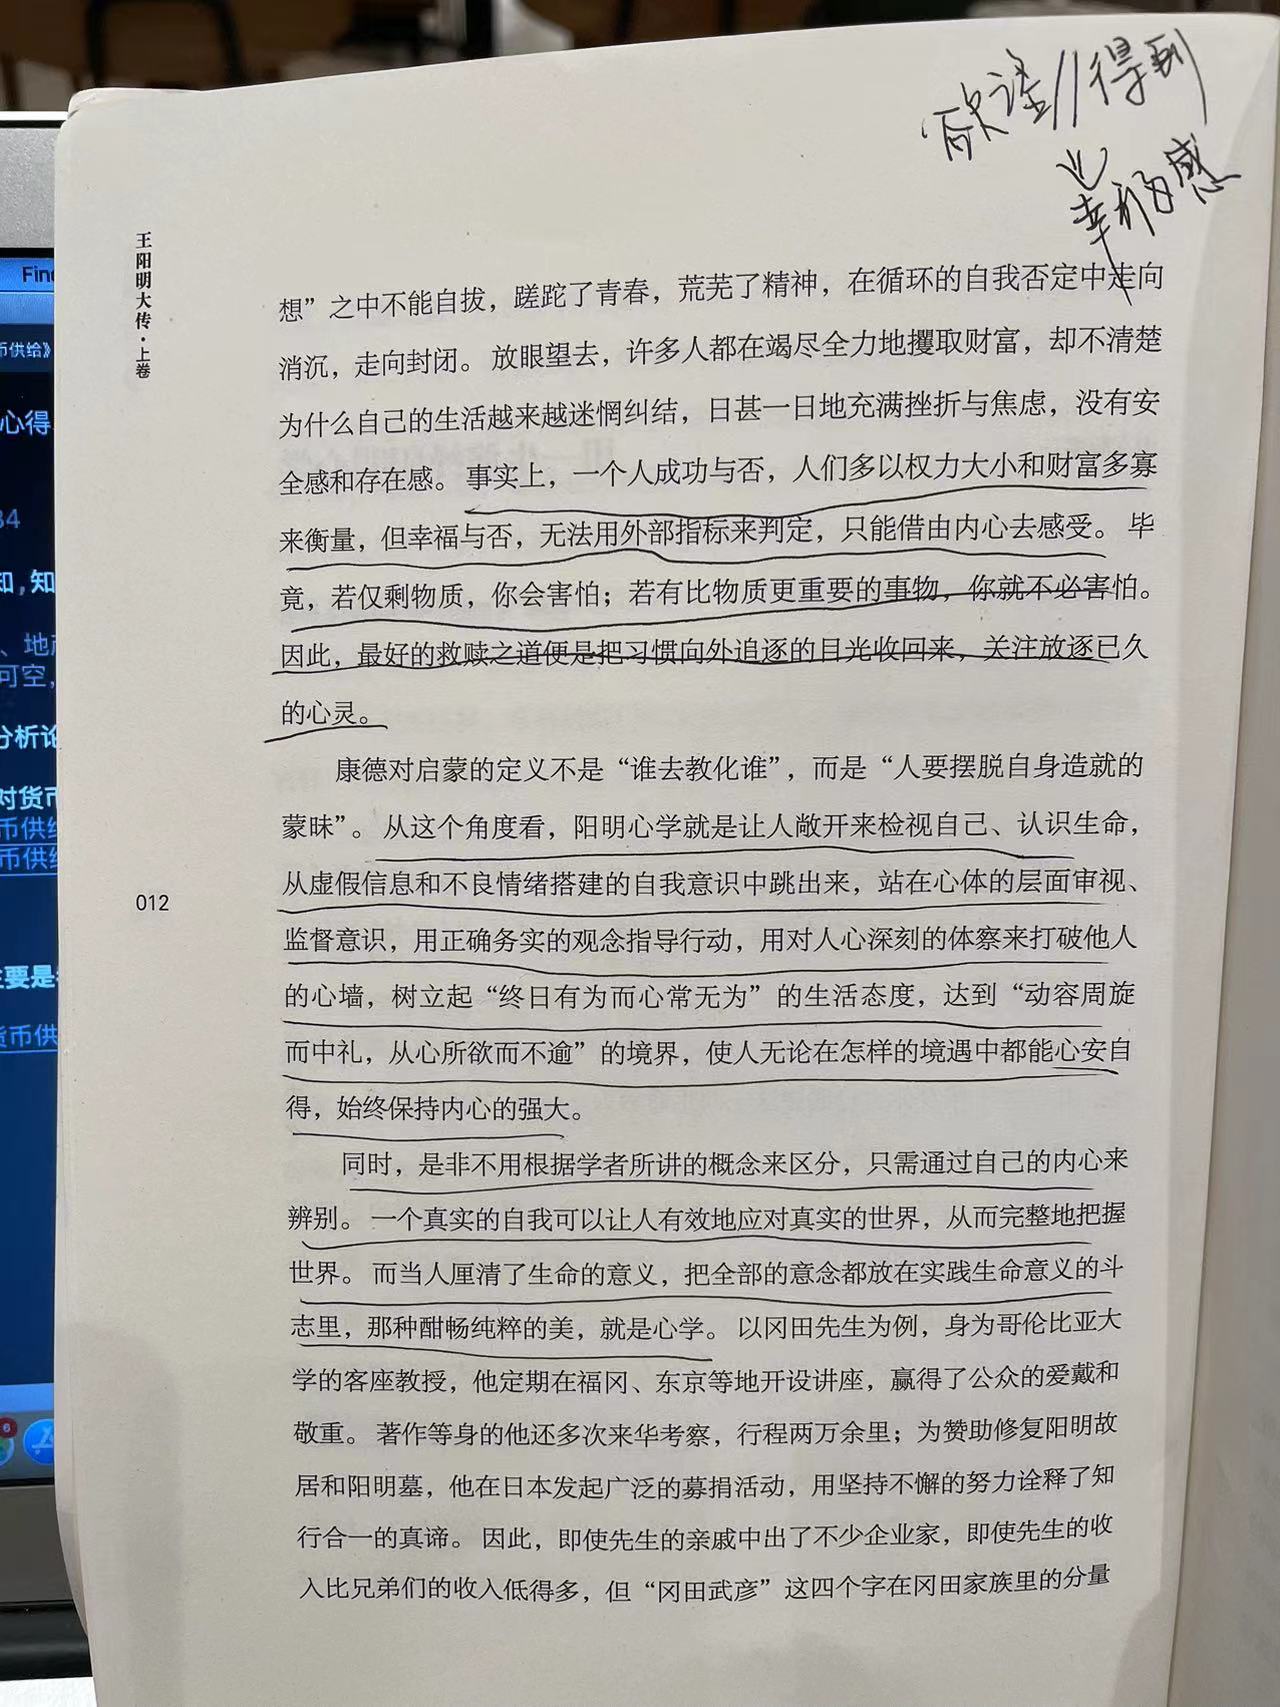 得到
幸福感
王阳明大传·上卷
想”之中不能自拔，蹉跎了青春，荒芜了精神，在循环的自我否定中走向
消沉，走向封闭。放眼望去，许多人都在竭尽全力地攫取财富，却不清楚
为什么自己的生活越来越迷惘纠结，日甚一日地充满挫折与焦虑，没有安
全感和存在感。事实上，一个人成功与否，人们多以权力大小和财富多寡
来衡量，但幸福与否，无法用外部指标来判定，只能借由内心去感受。毕
竟，若仅剩物质，你会害怕；若有比物质更重要的事物，你就不必害怕。
因此，最好的救赎之道便是把习惯向外追逐的目光收回来，关注放逐已久
的心灵。
康德对启蒙的定义不是“谁去教化谁”，而是“人要摆脱自身造就的
蒙昧”。从这个角度看，阳明心学就是让人敞开来检视自己、认识生命，
从虚假信息和不良情绪搭建的自我意识中跳出来，站在心体的层面审视、
监督意识，用正确务实的观念指导行动，用对人心深刻的体察来打破他人
的心墙，树立起“终日有为而心常无为”的生活态度，达到“动容周旋
而中礼，从心所欲而不逾”的境界，使人无论在怎样的境遇中都能心安自
得，始终保持内心的强大。
同时，是非不用根据学者所讲的概念来区分，只需通过自己的内心来
辨别。一个真实的自我可以让人有效地应对真实的世界，从而完整地把握
世界。而当人厘清了生命的意义，把全部的意念都放在实践生命意义的斗
志里，那种酣畅纯粹的美，就是心学。以冈田先生为例，身为哥伦比亚大
学的客座教授，他定期在福冈、东京等地开设讲座，赢得了公众的爱戴和
敬重。著作等身的他还多次来华考察，行程两万余里；为赞助修复阳明故
居和阳明墓，他在日本发起广泛的募捐活动，用坚持不懈的努力诠释了知
行合一的真谛。因此，即使先生的亲戚中出了不少企业家，即使先生的收
入比兄弟们的收入低得多，但“冈田武彦”这四个字在冈田家族里的分量
012
Find
币供给》
心得
34
知，知
、地
可空，
分析论
对货币
币供给
币供给
主要是
货币供
6